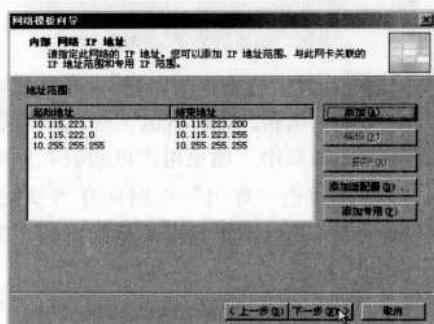 网络模板向导
内部 网络 IP 地址
请指定此网络的 IP 地址。您可以添加 IP 地址范围、与此网卡关联的
IP 地址范围和专用 IP 范围。
地址范围:
起始地址 结束地址
10.115.223.1 10.115.223.200
10.115.222.0 10.115.223.255
10.255.255.255 10.255.255.255
添加(A)...
编辑(E)
删除
添加适配器(D)...
添加专用(P)
< 上一步(B) 下一步(N) > 取消